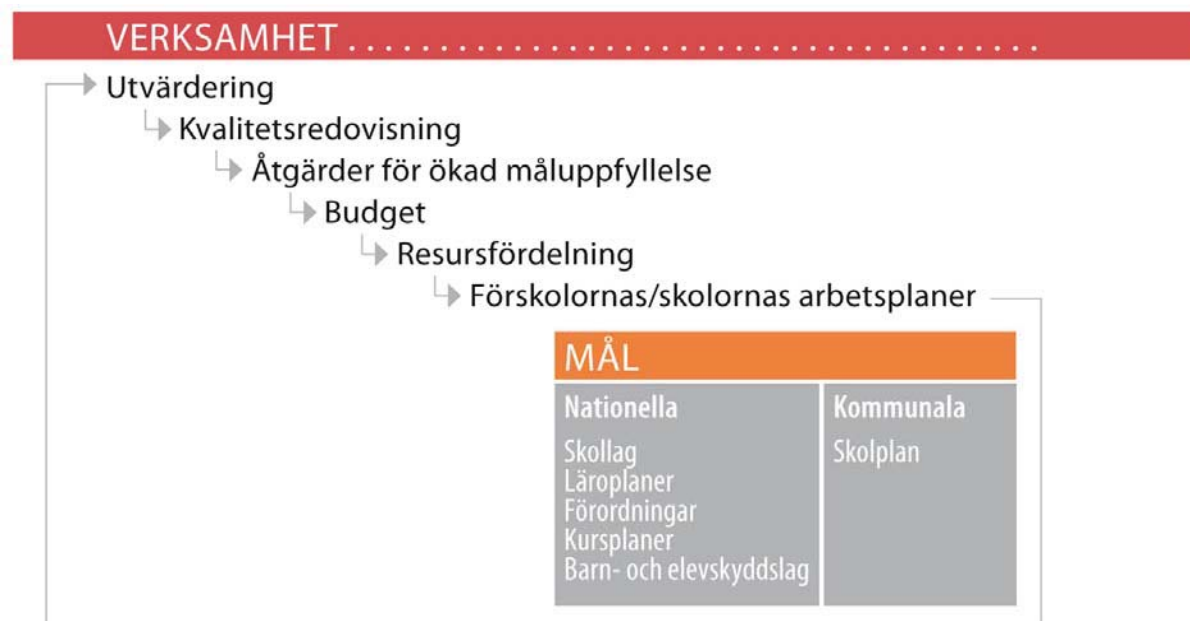 VERKSAMHET . . . . . . . . . . . . . . . . . . . . . . . . . . . . . . . . . . . . . .
Utvärdering
Kvalitetsredovisning
Åtgärder för ökad måluppfyllelse
Budget
Resursfördelning
Förskolornas/skolornas arbetsplaner
MÅL
Nationella
Skollag
Läroplaner
Förordningar
Kursplaner
Barn- och elevskyddslag
Kommunala
Skolplan